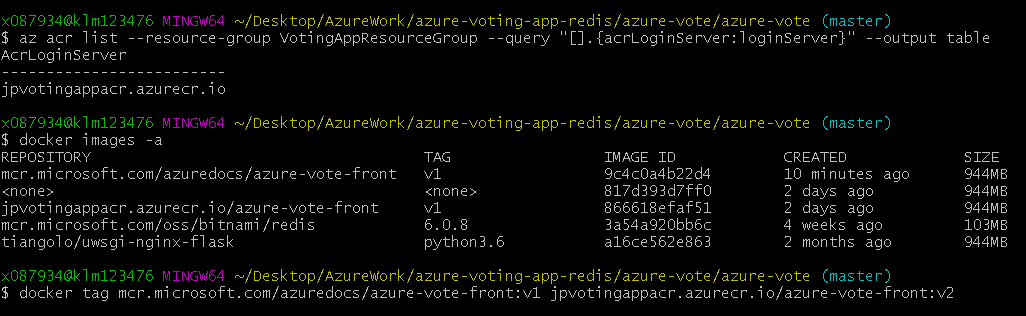 x087934@klm123476 MINGW64 ~/Desktop/AzureWork/azure-voting-app-redis/azure-vote/azure-vote (master)
$ az acr list --resource-group VotingAppResourceGroup --query "[].{acrLoginServer:loginServer}" --output table
AcrLoginServer
-------------------------
jpvotingappacr.azurecr.io
x087934@klm123476 MINGW64 ~/Desktop/AzureWork/azure-voting-app-redis/azure-vote/azure-vote (master)
$ docker images -a
REPOSITORY TAG IMAGE ID CREATED SIZE
mcr.microsoft.com/azuredocs/azure-vote-front v1 9c4c0a4b22d4 10 minutes ago 944MB
<none> <none> 817d393d7ff0 2 days ago 944MB
jpvotingappacr.azurecr.io/azure-vote-front v1 866618efaf51 2 days ago 944MB
mcr.microsoft.com/oss/bitnami/redis 6.0.8 3a54a920bb6c 4 weeks ago 103MB
tiangolo/uwsgi-nginx-flask python3.6 a16ce562e863 2 months ago 944MB
x087934@klm123476 MINGW64 ~/Desktop/AzureWork/azure-voting-app-redis/azure-vote/azure-vote (master)
$ docker tag mcr.microsoft.com/azuredocs/azure-vote-front:v1 jpvotingappacr.azurecr.io/azure-vote-front:v2